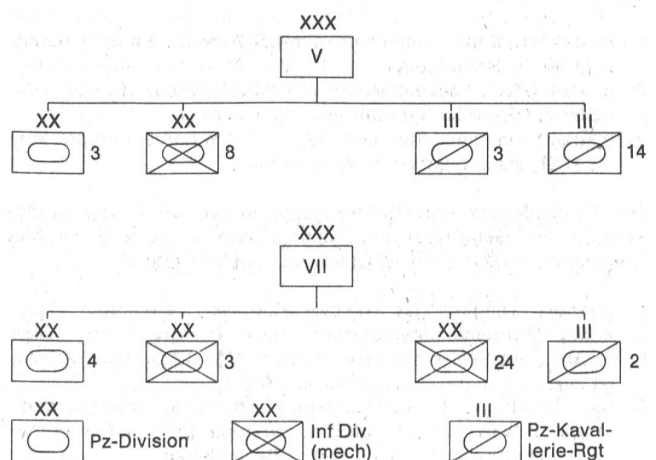 XXX
V
XX XX III III
3 8 3 14
XXX
VII
XX XX XX III
4 3 24 2
XX XX III
Pz-Division Inf Div Pz-Kaval-
(mech) lerie-Rgt